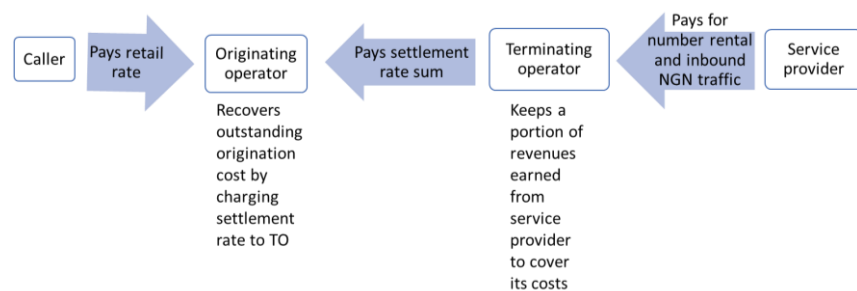 Caller
Pays retail
rate
Originating
operator
Pays settlement
rate sum
Terminating
operator
Pays for
number rental
and inbound
NGN traffic
Service
provider
Recovers
outstanding
origination
cost by
charging
settlement
rate to TO
Keeps a
portion of
revenues
earned
from
service
provider
to cover
its costs